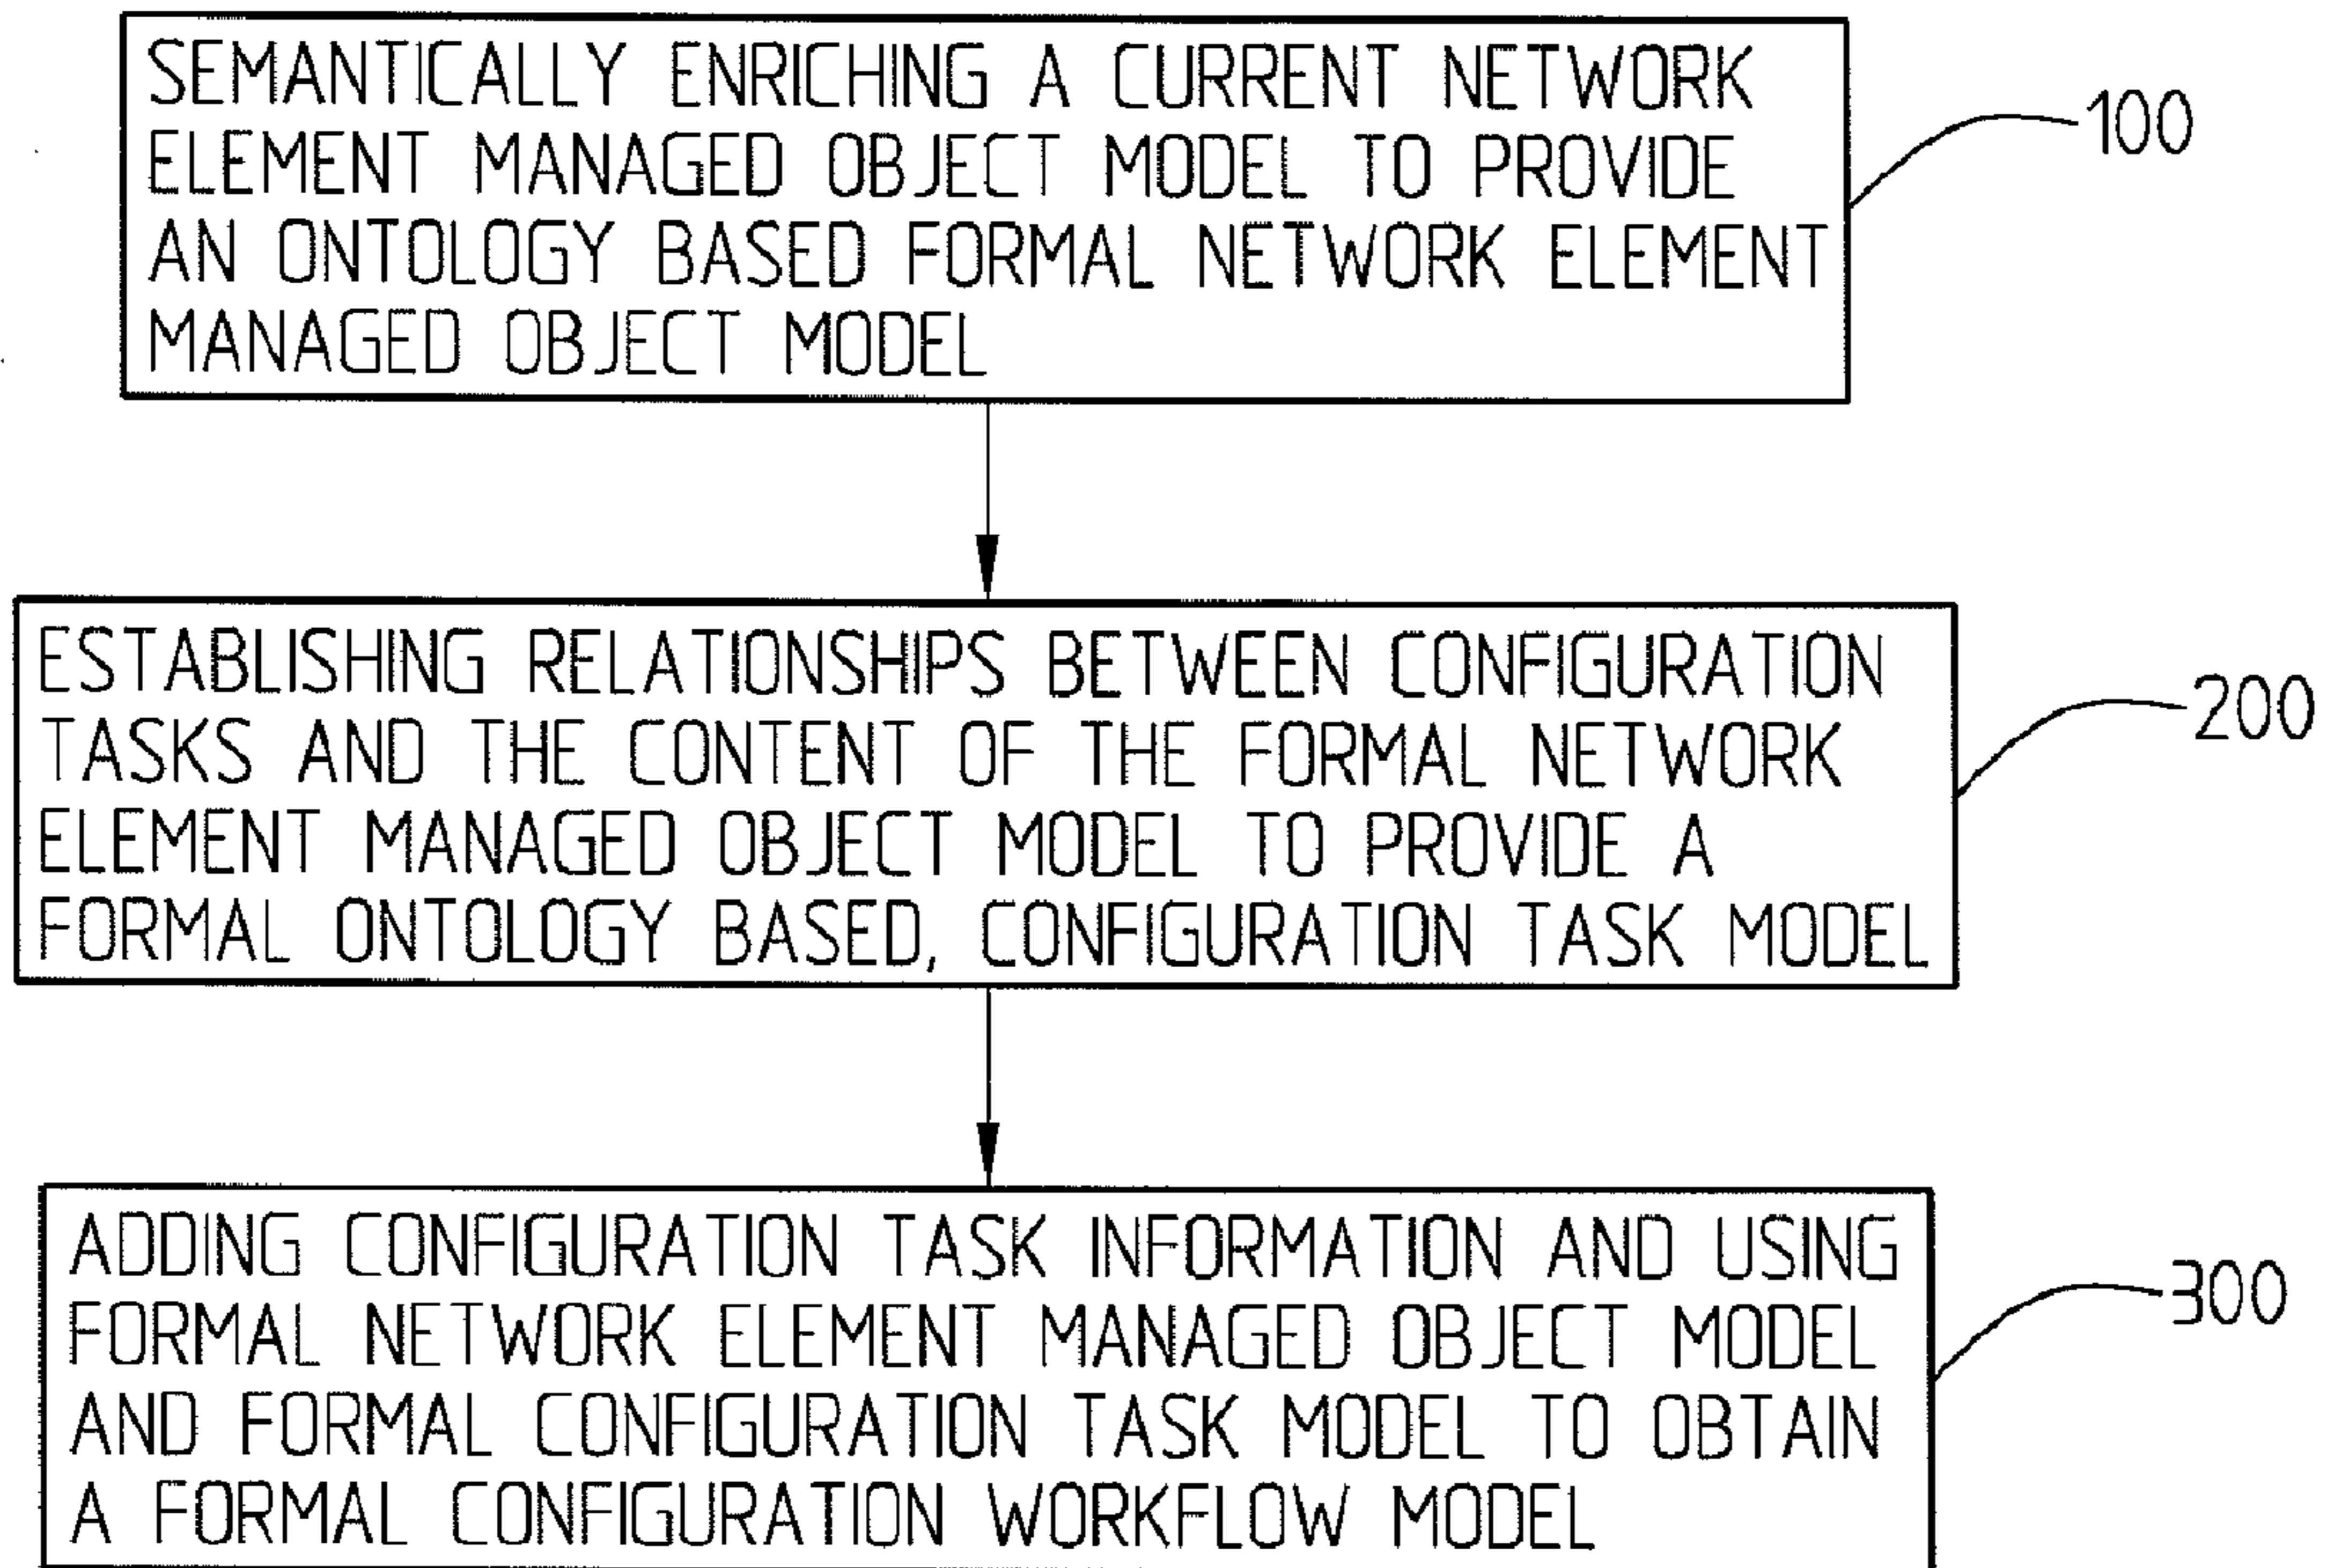 SEMANTICALLY ENRICHING A CURRENT NETWORK
ELEMENT MANAGED OBJECT MODEL TO PROVIDE
AN ONTOLOGY BASED FORMAL NETWORK ELEMENT
MANAGED OBJECT MODEL
100
ESTABLISHING RELATIONSHIPS BETWEEN CONFIGURATION
TASKS AND THE CONTENT OF THE FORMAL NETWORK
ELEMENT MANAGED OBJECT MODEL TO PROVIDE A
FORMAL ONTOLOGY BASED, CONFIGURATION TASK MODEL
200
ADDING CONFIGURATION TASK INFORMATION AND USING
FORMAL NETWORK ELEMENT MANAGED OBJECT MODEL
AND FORMAL CONFIGURATION TASK MODEL TO OBTAIN
A FORMAL CONFIGURATION WORKFLOW MODEL
300